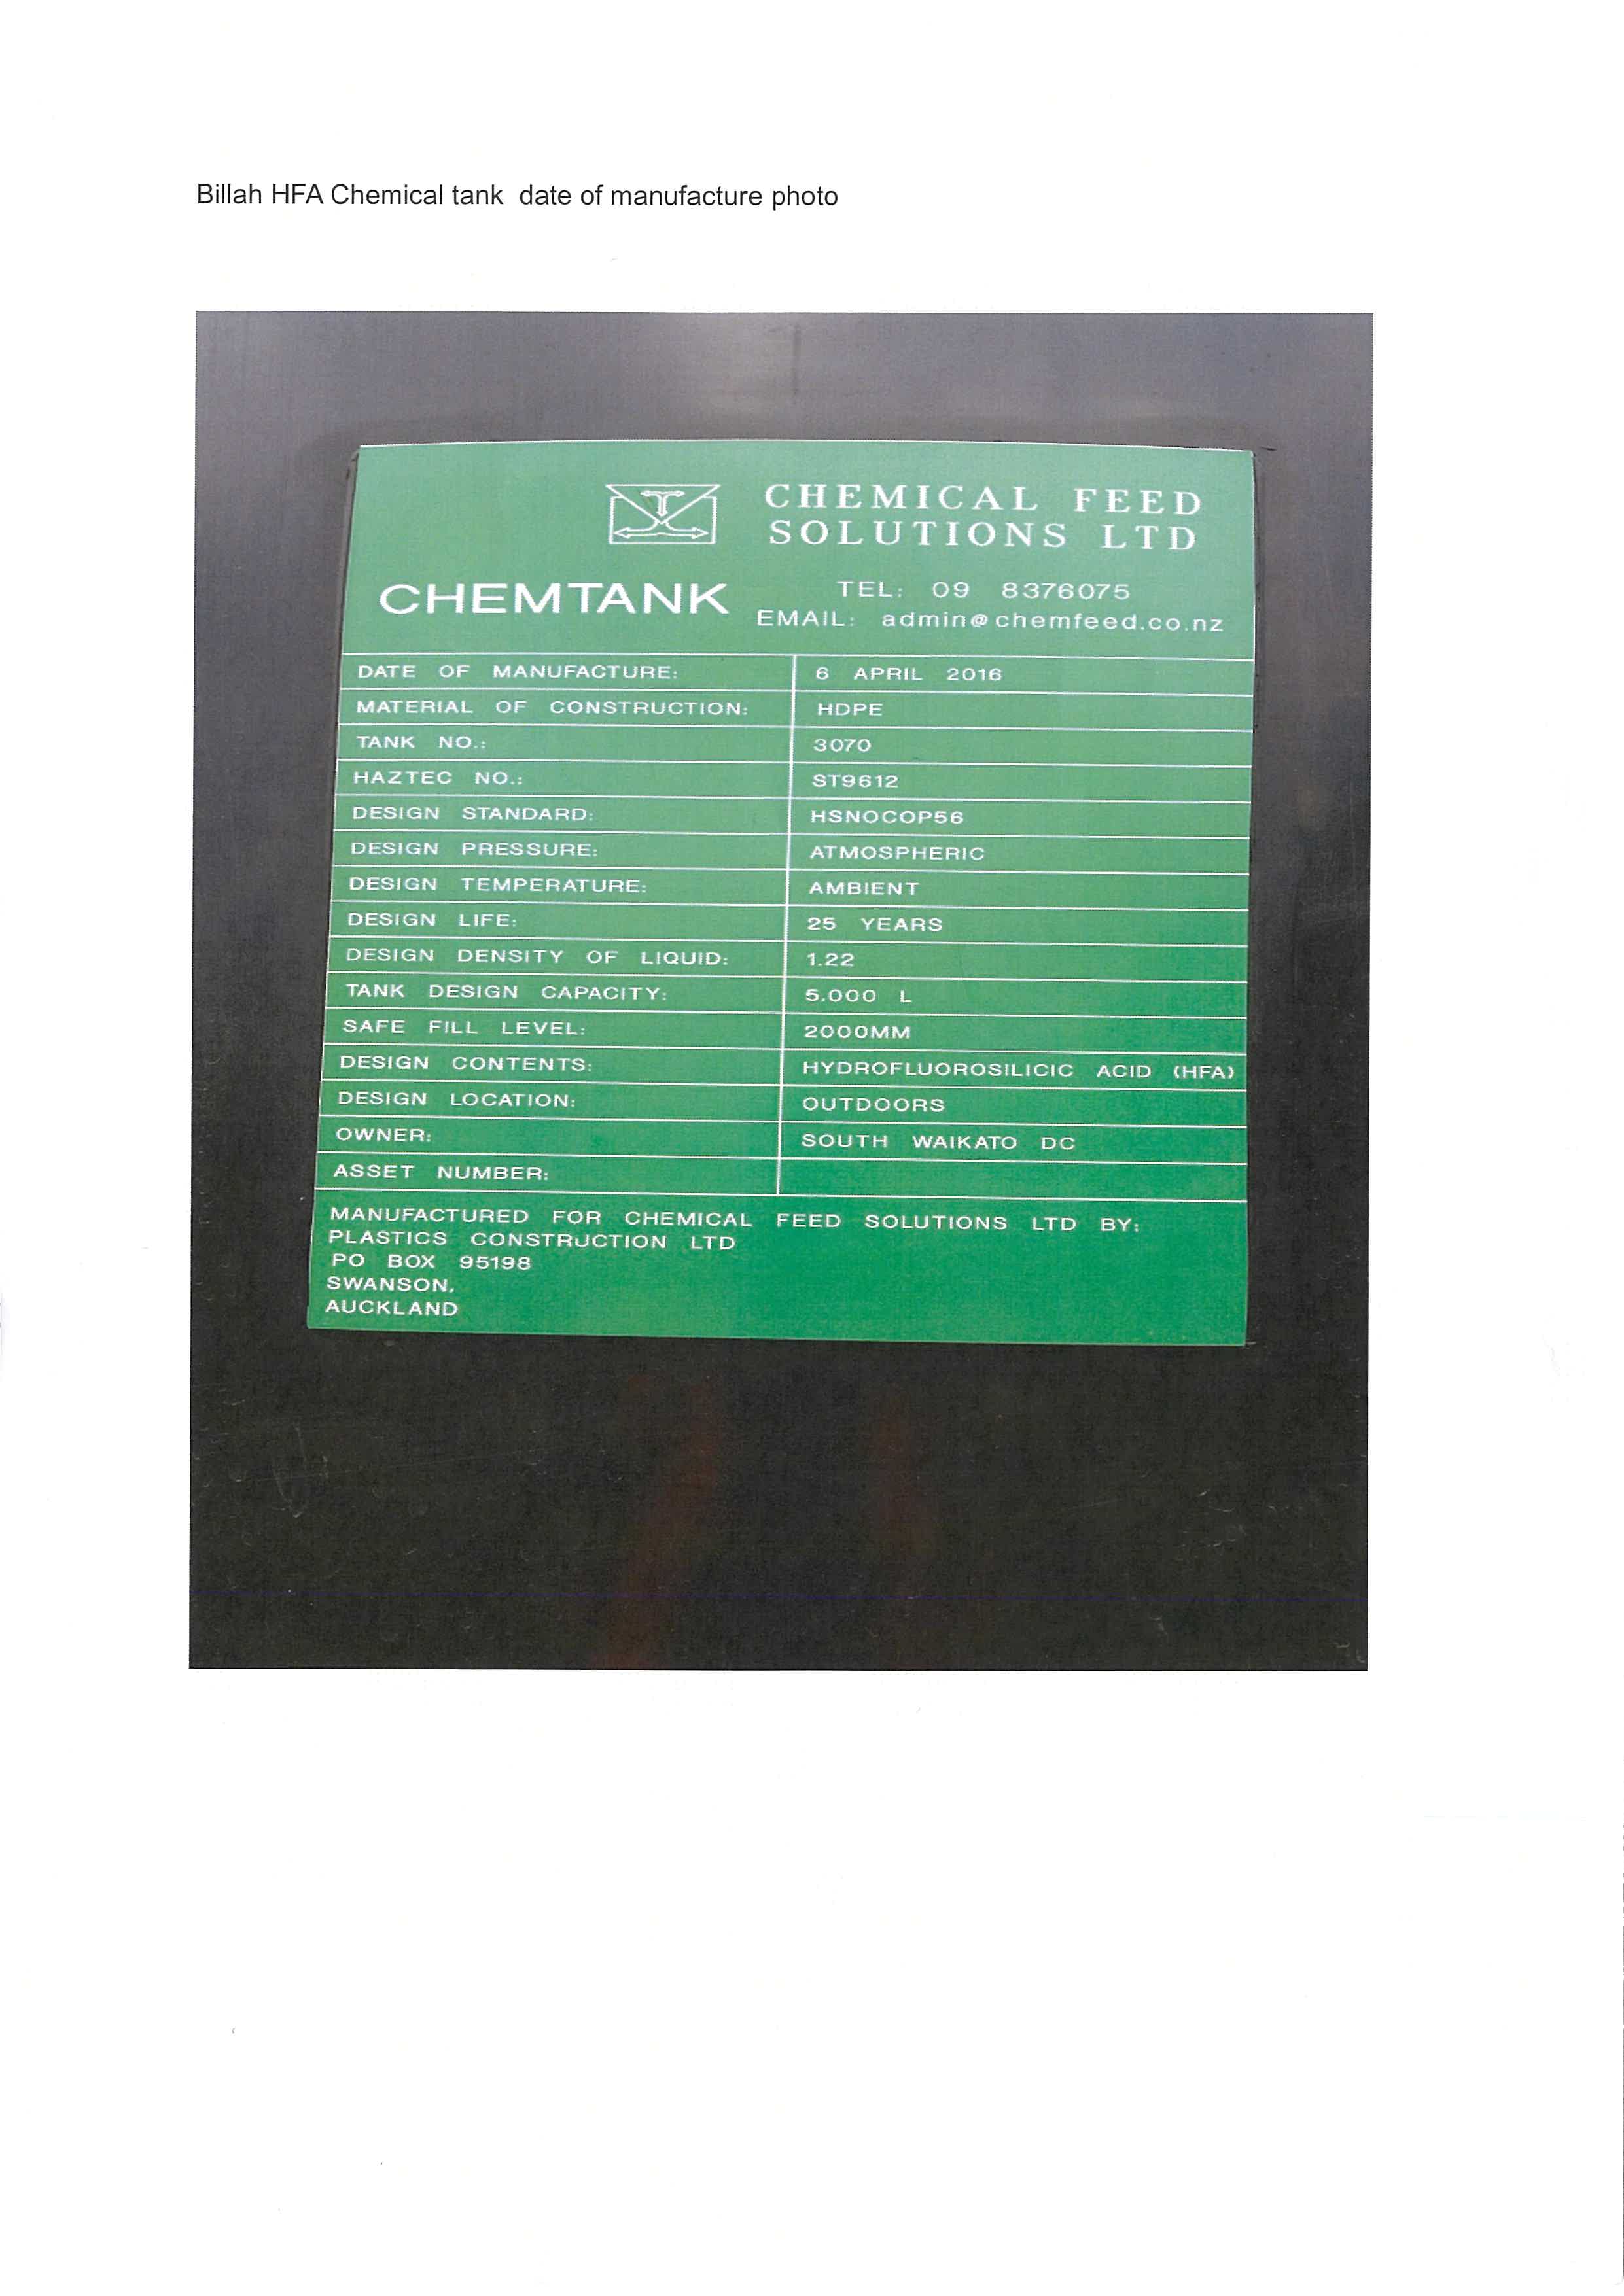 Billah HFA Chemical tank date of manufacture photo
CHEMICAL FEED
SOLUTIONS LTD
CHEMTANK
TEL: 09 8376075
EMAIL: admin@chemfeed.co.nz
DATE OF MANUFACTURE: 6 APRIL 2016
MATERIAL OF CONSTRUCTION: HDPE
TANK NO.: 3070
HAZTEC NO.: ST9612
DESIGN STANDARD: HSNOCOP56
DESIGN PRESSURE: ATMOSPHERIC
DESIGN TEMPERATURE: AMBIENT
DESIGN LIFE: 25 YEARS
DESIGN DENSITY OF LIQUID: 1.22
TANK DESIGN CAPACITY: 5.000 L
SAFE FILL LEVEL: 2000MM
DESIGN CONTENTS: HYDROFLUOROSILICIC ACID (HFA)
DESIGN LOCATION: OUTDOORS
OWNER: SOUTH WAIKATO DC
ASSET NUMBER:
MANUFACTURED FOR CHEMICAL FEED SOLUTIONS LTD BY:
PLASTICS CONSTRUCTION LTD
PO BOX 95198
SWANSON,
AUCKLAND